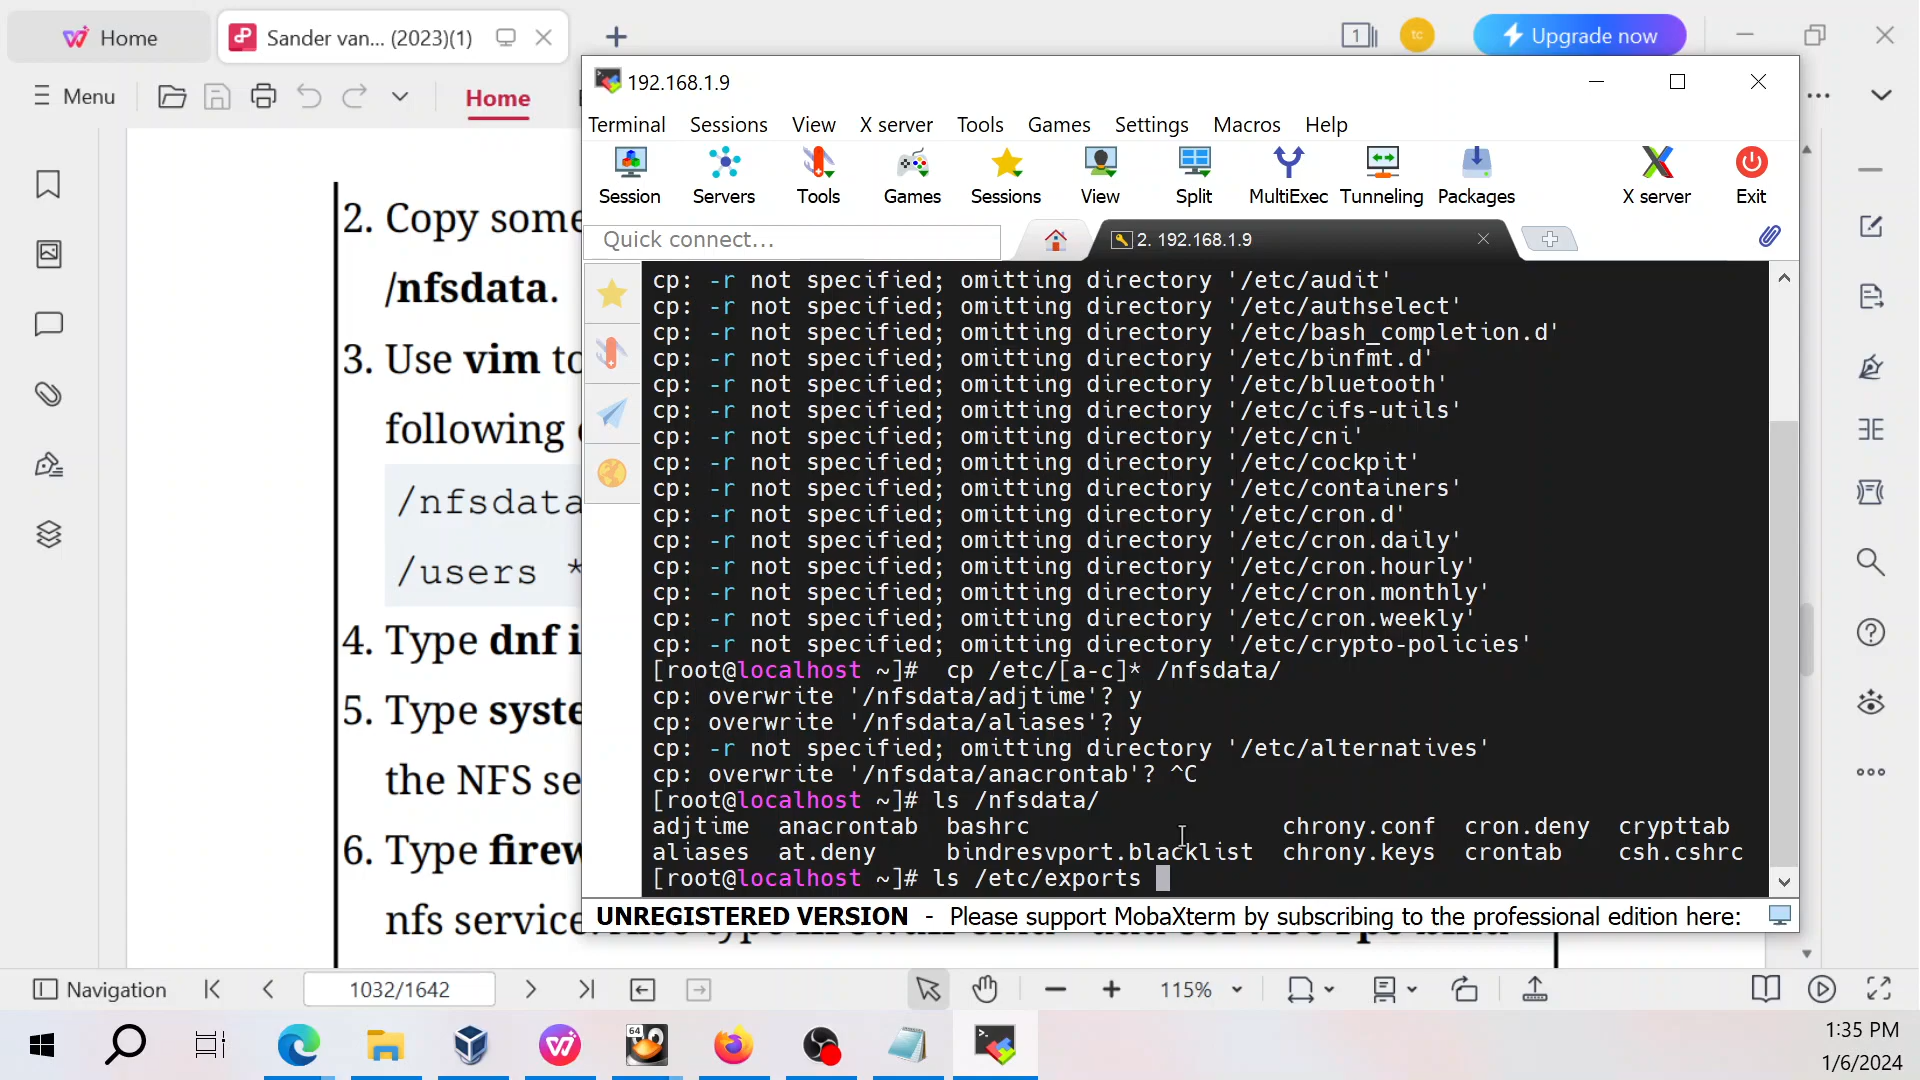 Home
Sander van... (2023)(1)
1
tc
Upgrade now
Menu
Home
192.168.1.9
Terminal Sessions View X server Tools Games Settings Macros Help
Session Servers Tools Games Sessions View Split MultiExec Tunneling Packages X server Exit
Quick connect...
2. 192.168.1.9
2. Copy some
/nfsdata.
3. Use vim to
following
/nfsdata
/users *
4. Type dnf i
5. Type syste
the NFS se
6. Type firew
nfs service.
cp: -r not specified; omitting directory '/etc/audit'
cp: -r not specified; omitting directory '/etc/authselect'
cp: -r not specified; omitting directory '/etc/bash_completion.d'
cp: -r not specified; omitting directory '/etc/binfmt.d'
cp: -r not specified; omitting directory '/etc/bluetooth'
cp: -r not specified; omitting directory '/etc/cifs-utils'
cp: -r not specified; omitting directory '/etc/cni'
cp: -r not specified; omitting directory '/etc/cockpit'
cp: -r not specified; omitting directory '/etc/containers'
cp: -r not specified; omitting directory '/etc/cron.d'
cp: -r not specified; omitting directory '/etc/cron.daily'
cp: -r not specified; omitting directory '/etc/cron.hourly'
cp: -r not specified; omitting directory '/etc/cron.monthly'
cp: -r not specified; omitting directory '/etc/cron.weekly'
cp: -r not specified; omitting directory '/etc/crypto-policies'
[root@localhost ~]#  cp /etc/[a-c]* /nfsdata/
cp: overwrite '/nfsdata/adjtime'? y
cp: overwrite '/nfsdata/aliases'? y
cp: -r not specified; omitting directory '/etc/alternatives'
cp: overwrite '/nfsdata/anacrontab'? ^C
[root@localhost ~]# ls /nfsdata/
adjtime  anacrontab  bashrc  chrony.conf  cron.deny  crypttab
aliases  at.deny  bindresvport.blacklist  chrony.keys  crontab  csh.cshrc
[root@localhost ~]# ls /etc/exports
UNREGISTERED VERSION - Please support MobaXterm by subscribing to the professional edition here:
Navigation
1032/1642
115%
64
1:35 PM
1/6/2024